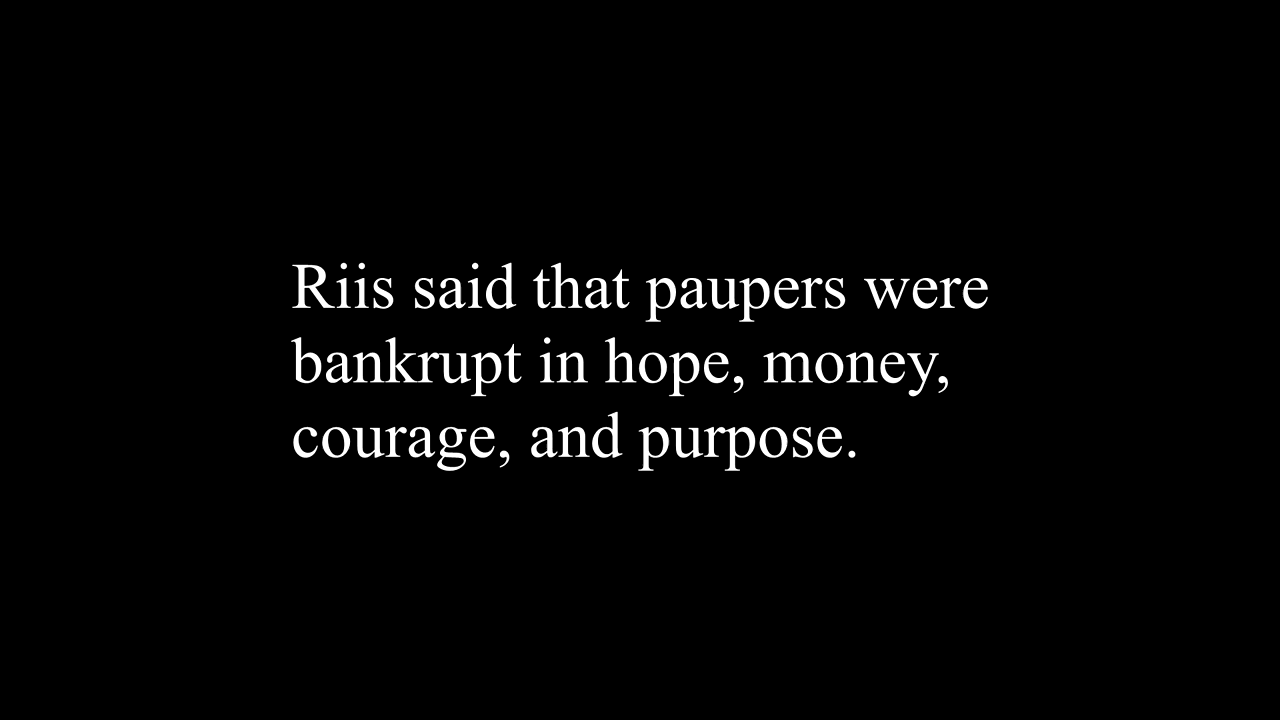 Riis said that paupers were
bankrupt in hope, money,
courage, and purpose.